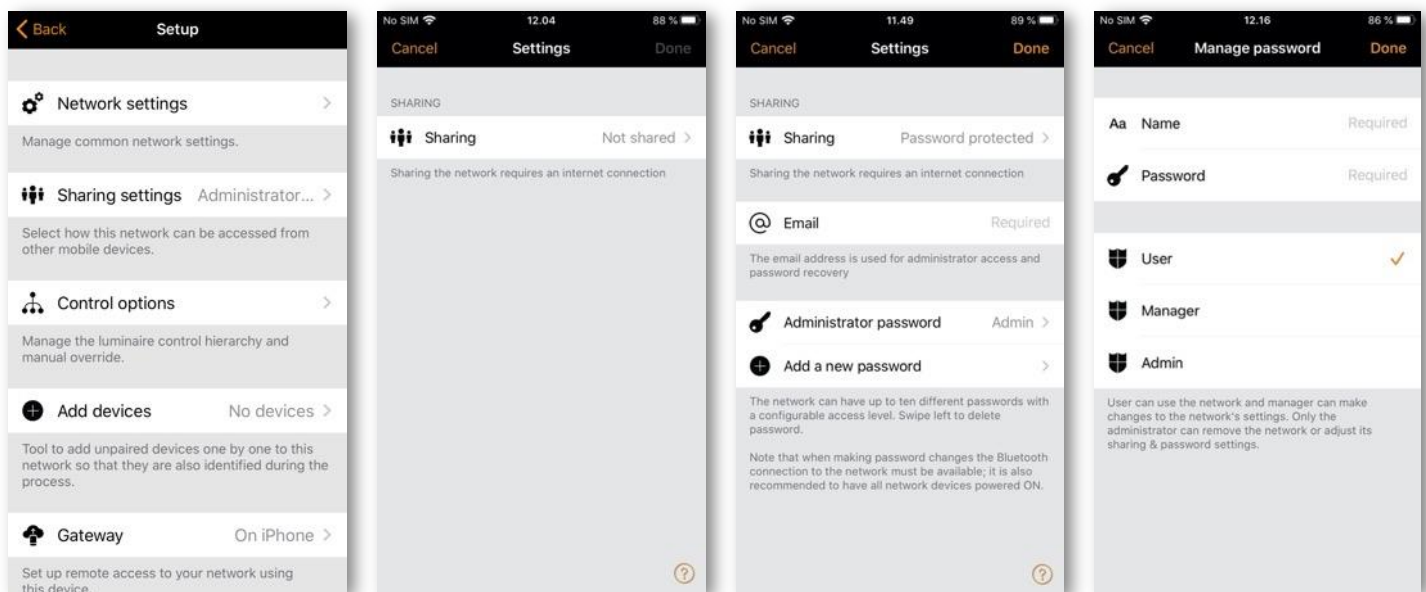 Back
Setup
Network settings
Manage common network settings.
Sharing settings Administrator...
Select how this network can be accessed from
other mobile devices.
Control options
Manage the luminaire control hierarchy and
manual override.
Add devices No devices
Tool to add unpaired devices one by one to this
network so that they are also identified during the
process.
Gateway On iPhone
Set up remote access to your network using
this device.
No SIM 12.04 88 %
Cancel Settings Done
SHARING
Sharing Not shared
Sharing the network requires an internet connection
?
No SIM 11.49 89 %
Cancel Settings Done
SHARING
Sharing Password protected
Sharing the network requires an internet connection
@ Email Required
The email address is used for administrator access and
password recovery
Administrator password Admin
Add a new password
The network can have up to ten different passwords with
a configurable access level. Swipe left to delete
password.
Note that when making password changes the Bluetooth
connection to the network must be available; it is also
recommended to have all network devices powered ON.
?
No SIM 12.16 86 %
Cancel Manage password Done
Aa Name Required
Password Required
User
Manager
Admin
User can use the network and manager can make
changes to the network's settings. Only the
administrator can remove the network or adjust its
sharing & password settings.